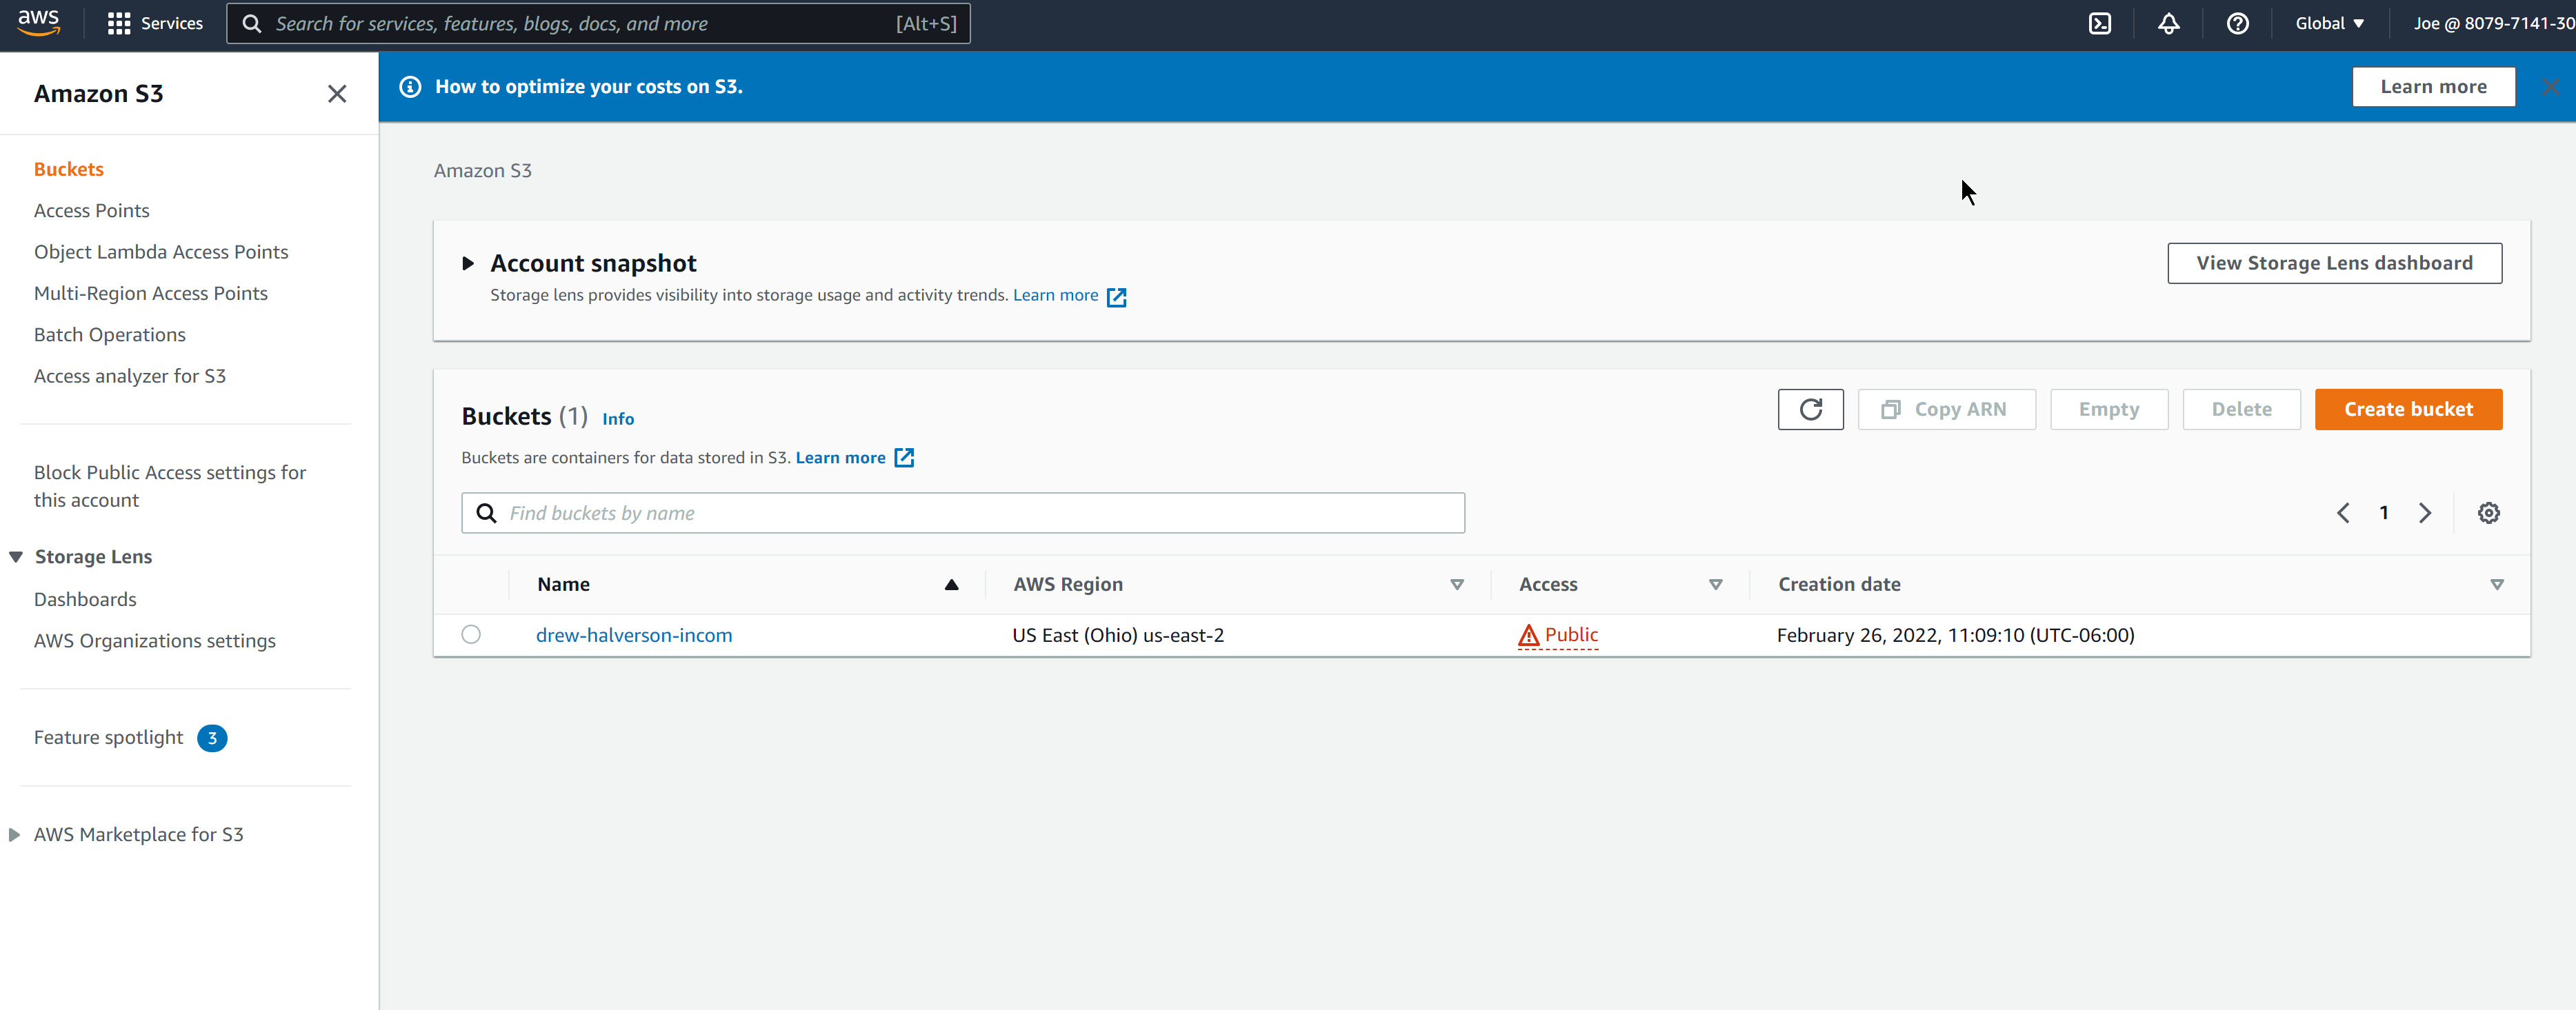 aws
Services
Search for services, features, blogs, docs, and more [Alt+S]
Global
Joe @ 8079-7141-30
Amazon S3
Buckets
Access Points
Object Lambda Access Points
Multi-Region Access Points
Batch Operations
Access analyzer for S3
Block Public Access settings for
this account
Storage Lens
Dashboards
AWS Organizations settings
Feature spotlight 3
AWS Marketplace for S3
How to optimize your costs on S3.
Learn more
Amazon S3
Account snapshot
Storage lens provides visibility into storage usage and activity trends. Learn more
View Storage Lens dashboard
Buckets (1) Info
Copy ARN
Empty
Delete
Create bucket
Buckets are containers for data stored in S3. Learn more
Find buckets by name
1
Name AWS Region Access Creation date
drew-halverson-incom US East (Ohio) us-east-2 Public February 26, 2022, 11:09:10 (UTC-06:00)